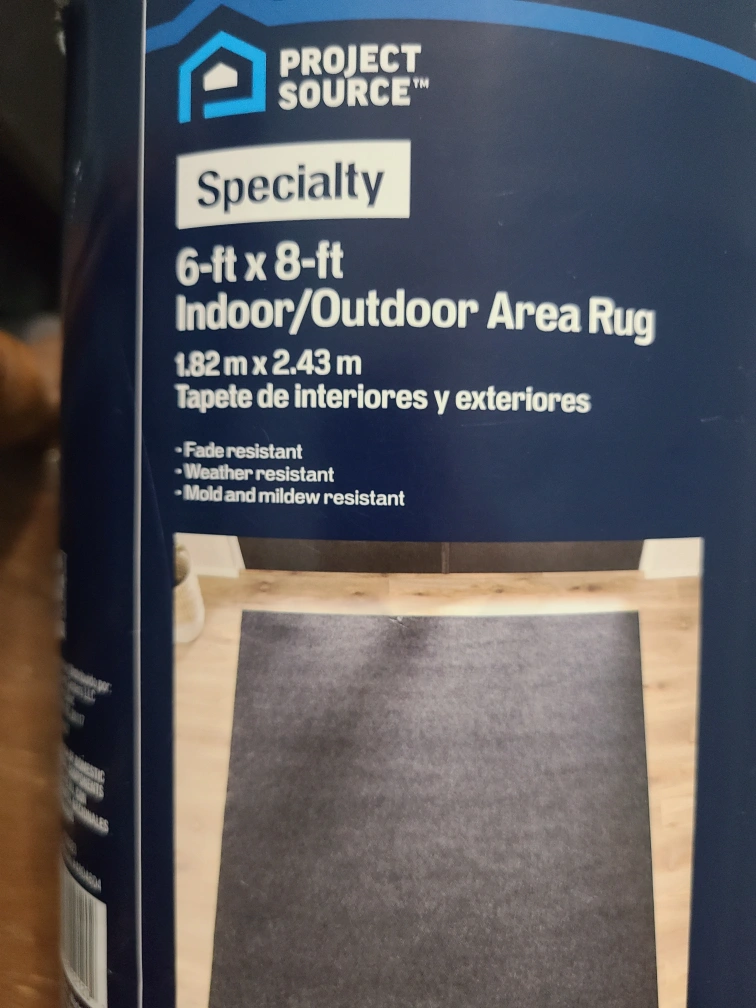 PROJECT
SOURCE™
Specialty
6-ft x 8-ft
Indoor/Outdoor Area Rug
1.82 m x 2.43 m
Tapete de interiores y exteriores
• Fade resistant
• Weather resistant
• Mold and mildew resistant